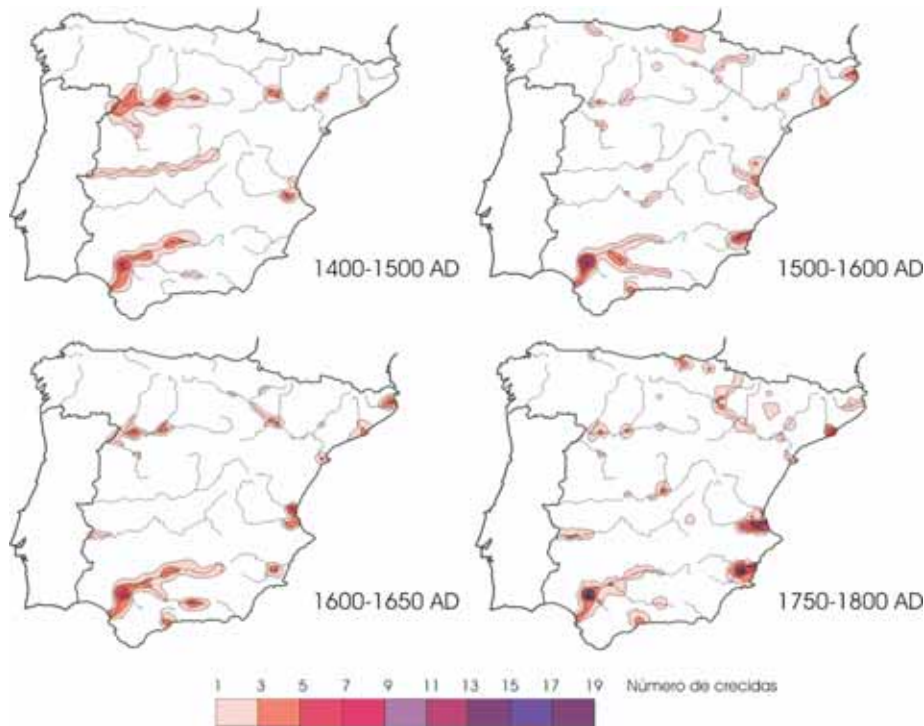 1400-1500 AD
1500-1600 AD
1600-1650 AD
1750-1800 AD
1 3 5 7 9 11 13 15 17 19 Número de crecidas